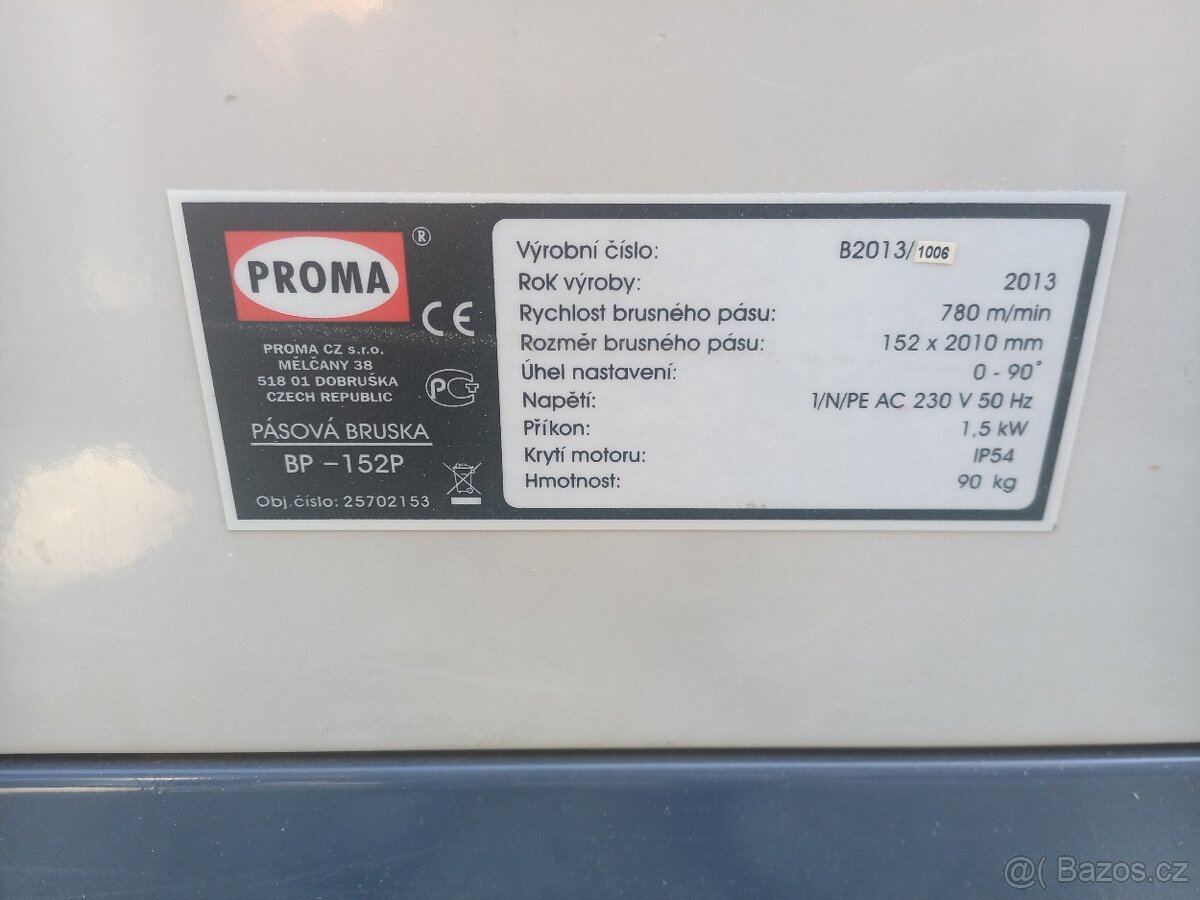 PROMA ®
CE
PROMA CZ s.r.o.
MĚLČANY 38
518 01 DOBRUŠKA
CZECH REPUBLIC
PÁSOVÁ BRUSKA
BP -152P
Obj.číslo: 25702153
Výrobní číslo: B2013/1006
RoK výroby: 2013
Rychlost brusného pásu: 780 m/min
Rozměr brusného pásu: 152 x 2010 mm
Úhel nastavení: 0 - 90°
Napětí: 1/N/PE AC 230 V 50 Hz
Příkon: 1,5 kW
Krytí motoru: IP54
Hmotnost: 90 kg
@( Bazos.cz